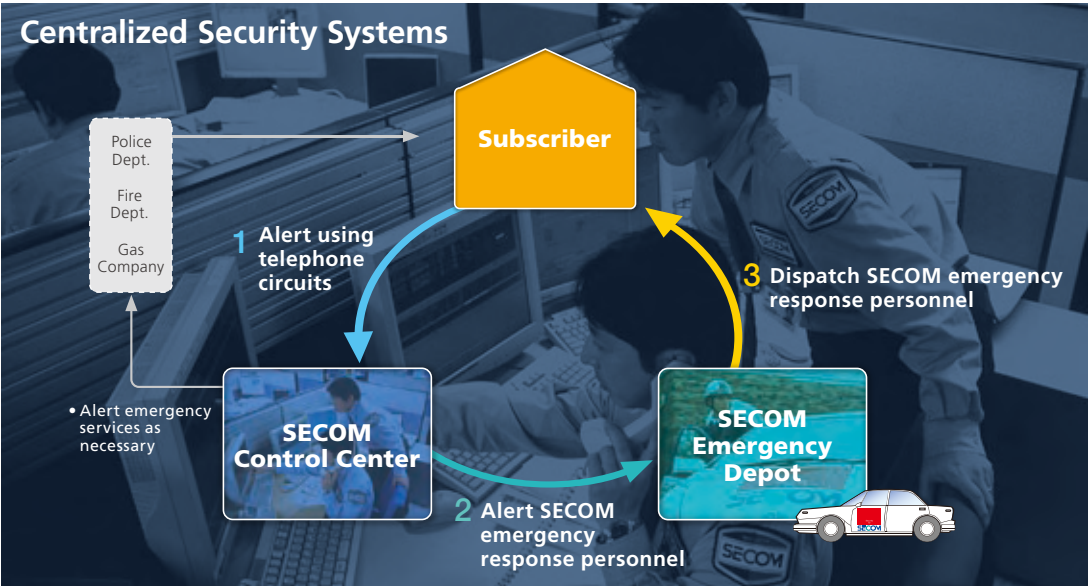 Centralized Security Systems
Subscriber
Police
Dept.
Fire
Dept.
Gas
Company
1 Alert using
telephone
circuits
3 Dispatch SECOM emergency
response personnel
• Alert emergency
services as
necessary
SECOM
Control Center
SECOM
Emergency
Depot
2 Alert SECOM
emergency
response personnel
SECOM
SECOM
SECOM
SECOM